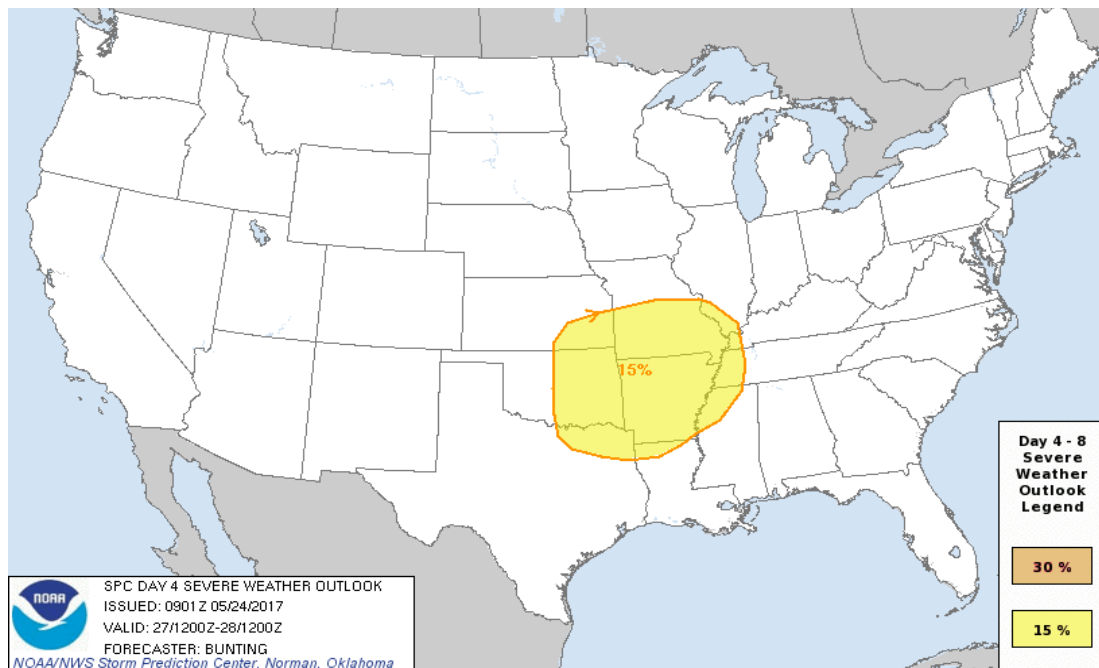 15%
Day 4 - 8
Severe
Weather
Outlook
Legend
30 %
15 %
NOAA
SPC DAY 4 SEVERE WEATHER OUTLOOK
ISSUED: 0901Z 05/24/2017
VALID: 27/1200Z-28/1200Z
FORECASTER: BUNTING
NOAA/NWS Storm Prediction Center, Norman, Oklahoma